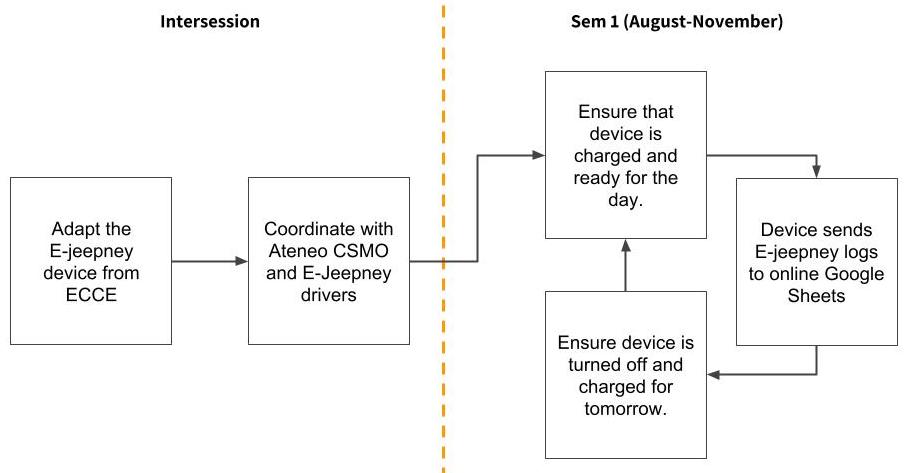 Intersession
Sem 1 (August-November)
Adapt the
E-jeepney
device from
ECCE
Coordinate with
Ateneo CSMO
and E-Jeepney
drivers
Ensure that
device is
charged and
ready for the
day.
Device sends
E-jeepney logs
to online Google
Sheets
Ensure device is
turned off and
charged for
tomorrow.